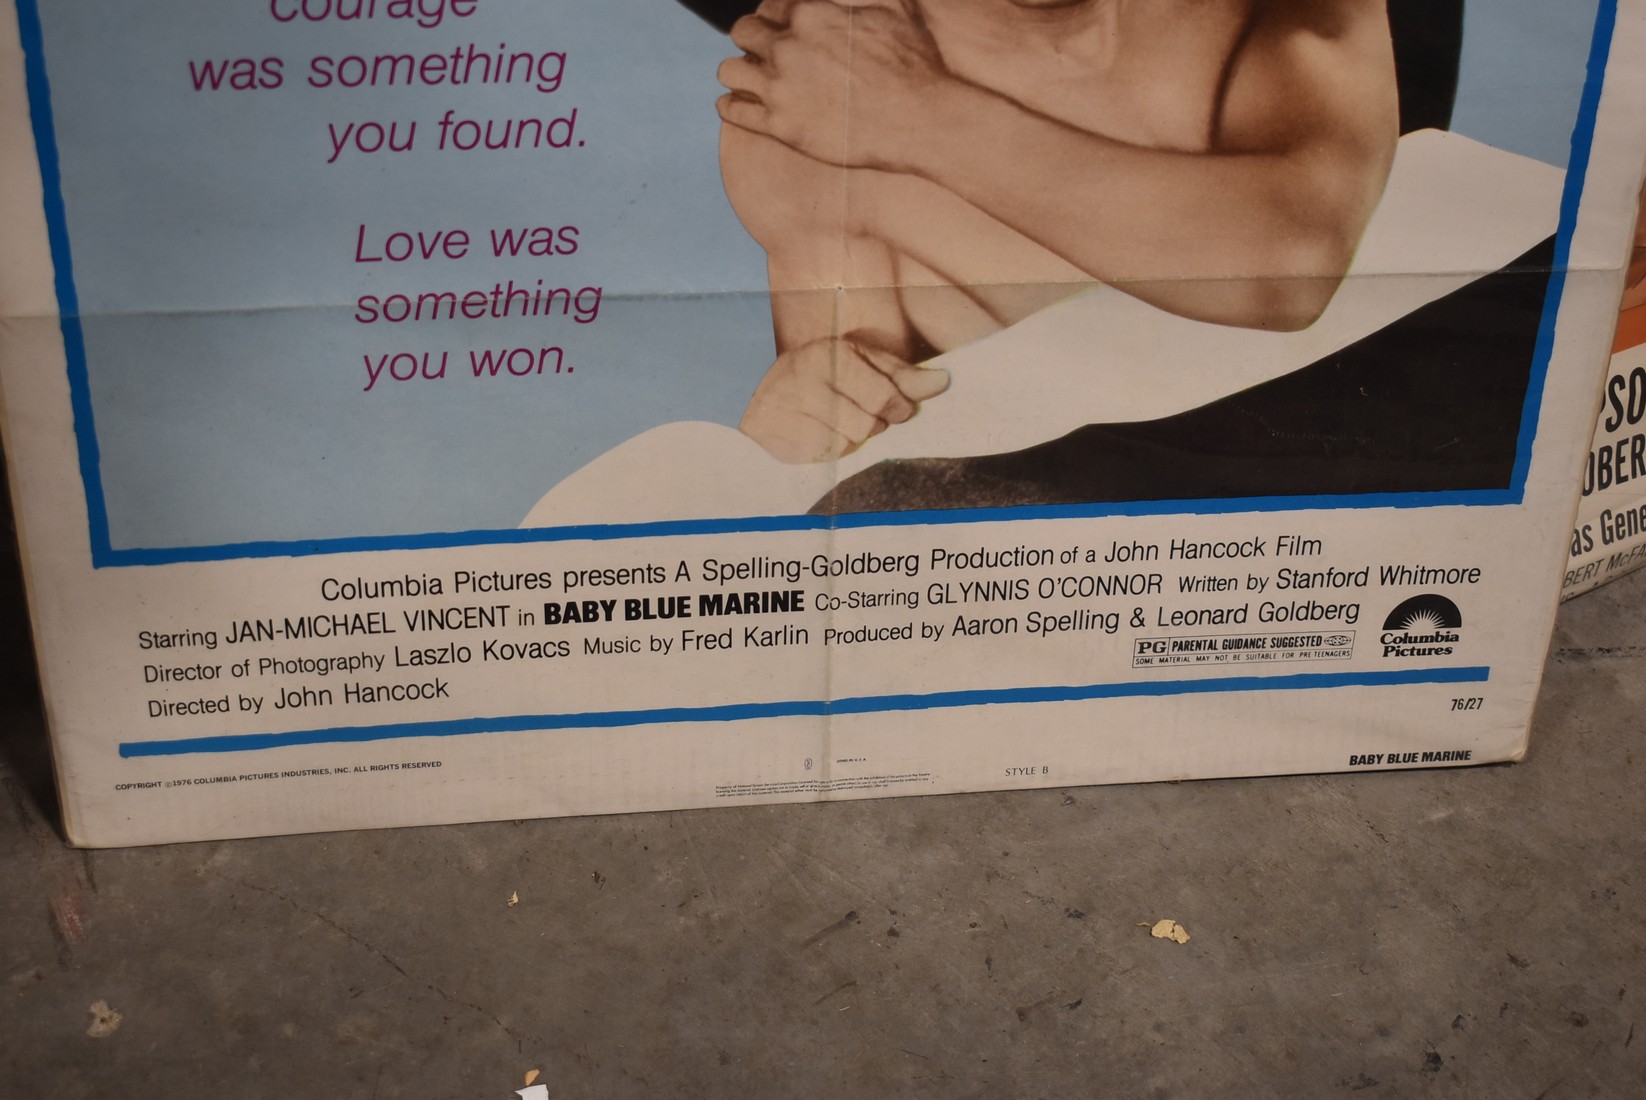 courage
was something
you found.
Love was
something
you won.
Columbia Pictures presents A Spelling-Goldberg Production of a John Hancock Film
Starring JAN-MICHAEL VINCENT in BABY BLUE MARINE Co-Starring GLYNNIS O'CONNOR Written by Stanford Whitmore
Director of Photography Laszlo Kovacs Music by Fred Karlin Produced by Aaron Spelling & Leonard Goldberg
Directed by John Hancock
PG PARENTAL GUIDANCE SUGGESTED
SOME MATERIAL MAY NOT BE SUITABLE FOR PRE-TEENAGERS
Columbia
Pictures
76/27
COPYRIGHT ©1976 COLUMBIA PICTURES INDUSTRIES, INC. ALL RIGHTS RESERVED
STYLE B
BABY BLUE MARINE
SO
OBER
as Gene
BERT McFA